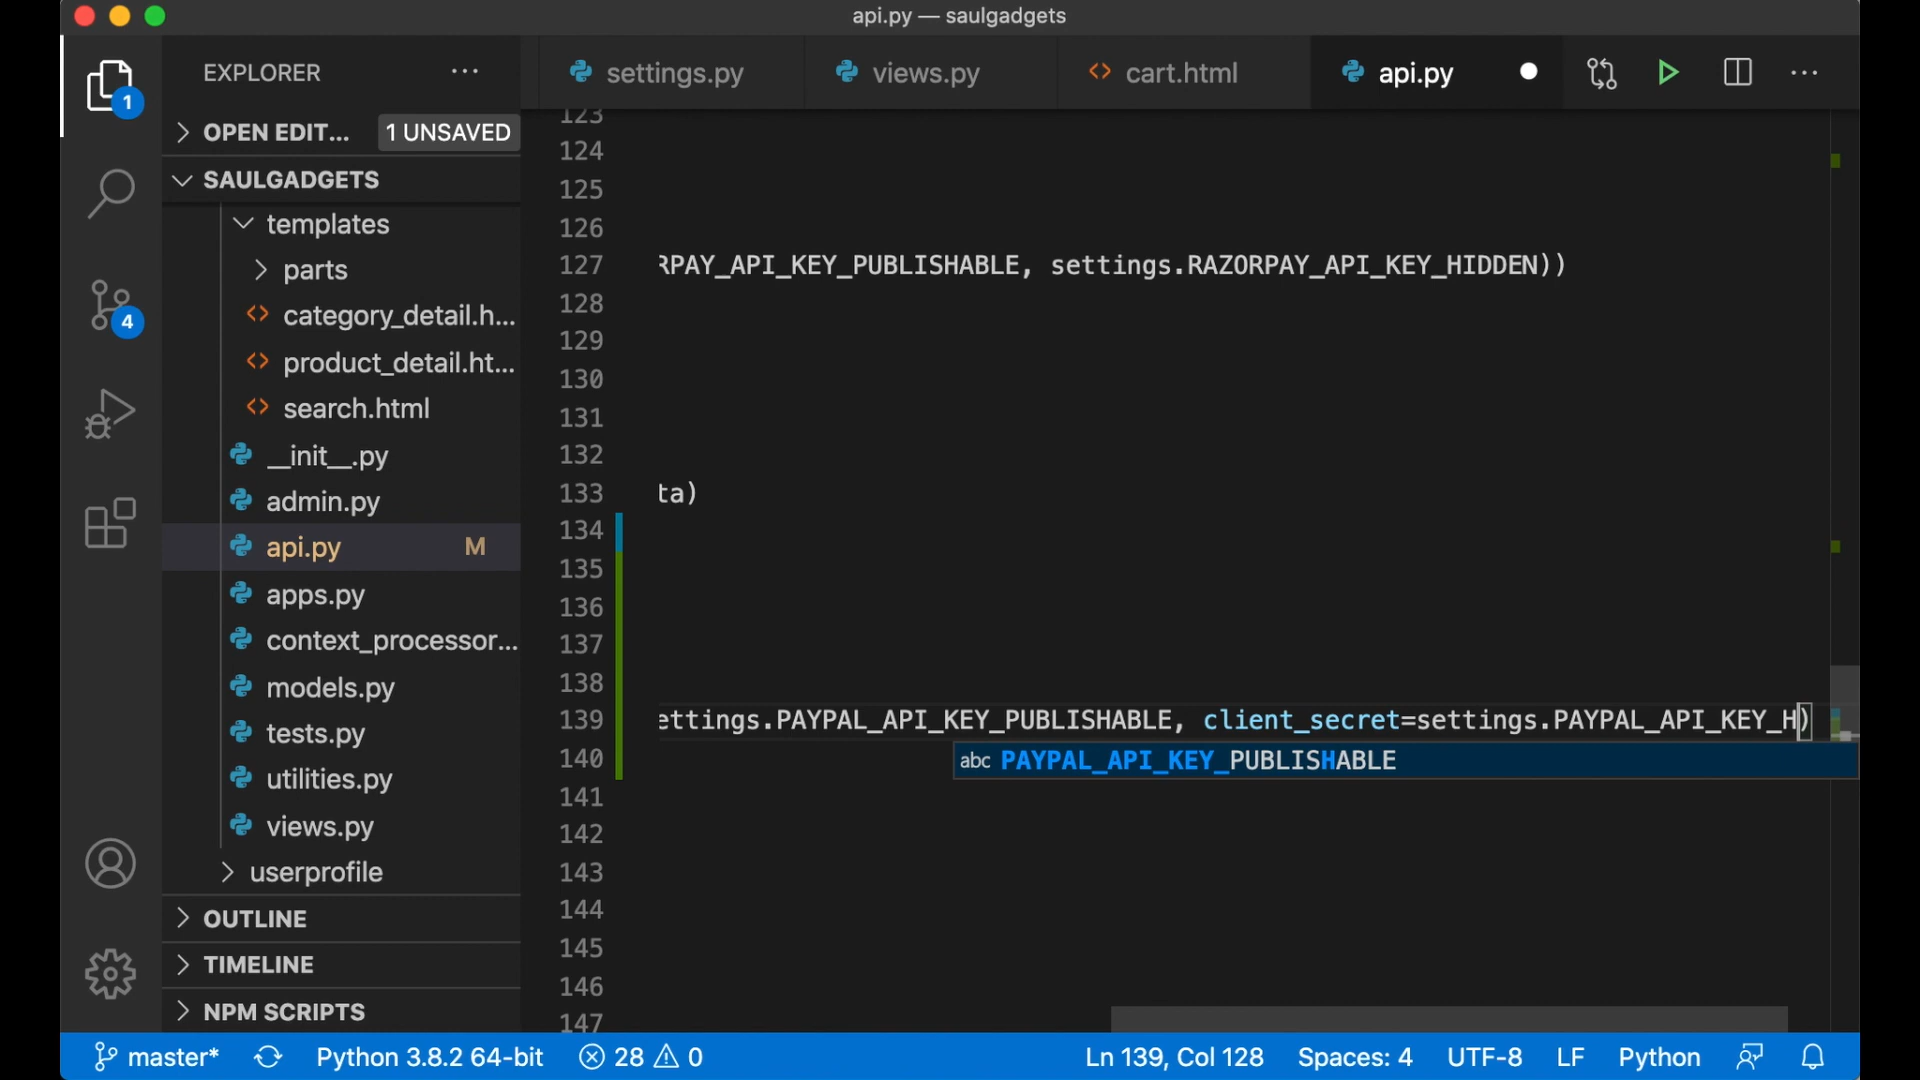 api.py — saulgadgets
EXPLORER
settings.py
views.py
cart.html
api.py
1
OPEN EDIT...
1 UNSAVED
SAULGADGETS
templates
parts
category_detail.h...
product_detail.ht...
search.html
__init__.py
admin.py
api.py M
apps.py
context_processor...
models.py
tests.py
utilities.py
views.py
userprofile
OUTLINE
TIMELINE
NPM SCRIPTS
4
123
124
125
126
127 RPAY_API_KEY_PUBLISHABLE, settings.RAZORPAY_API_KEY_HIDDEN))
128
129
130
131
132
133 ta)
134
135
136
137
138
139 ettings.PAYPAL_API_KEY_PUBLISHABLE, client_secret=settings.PAYPAL_API_KEY_H)
140
abc PAYPAL_API_KEY_PUBLISHABLE
141
142
143
144
145
146
147
master* Python 3.8.2 64-bit 28 0 Ln 139, Col 128 Spaces: 4 UTF-8 LF Python